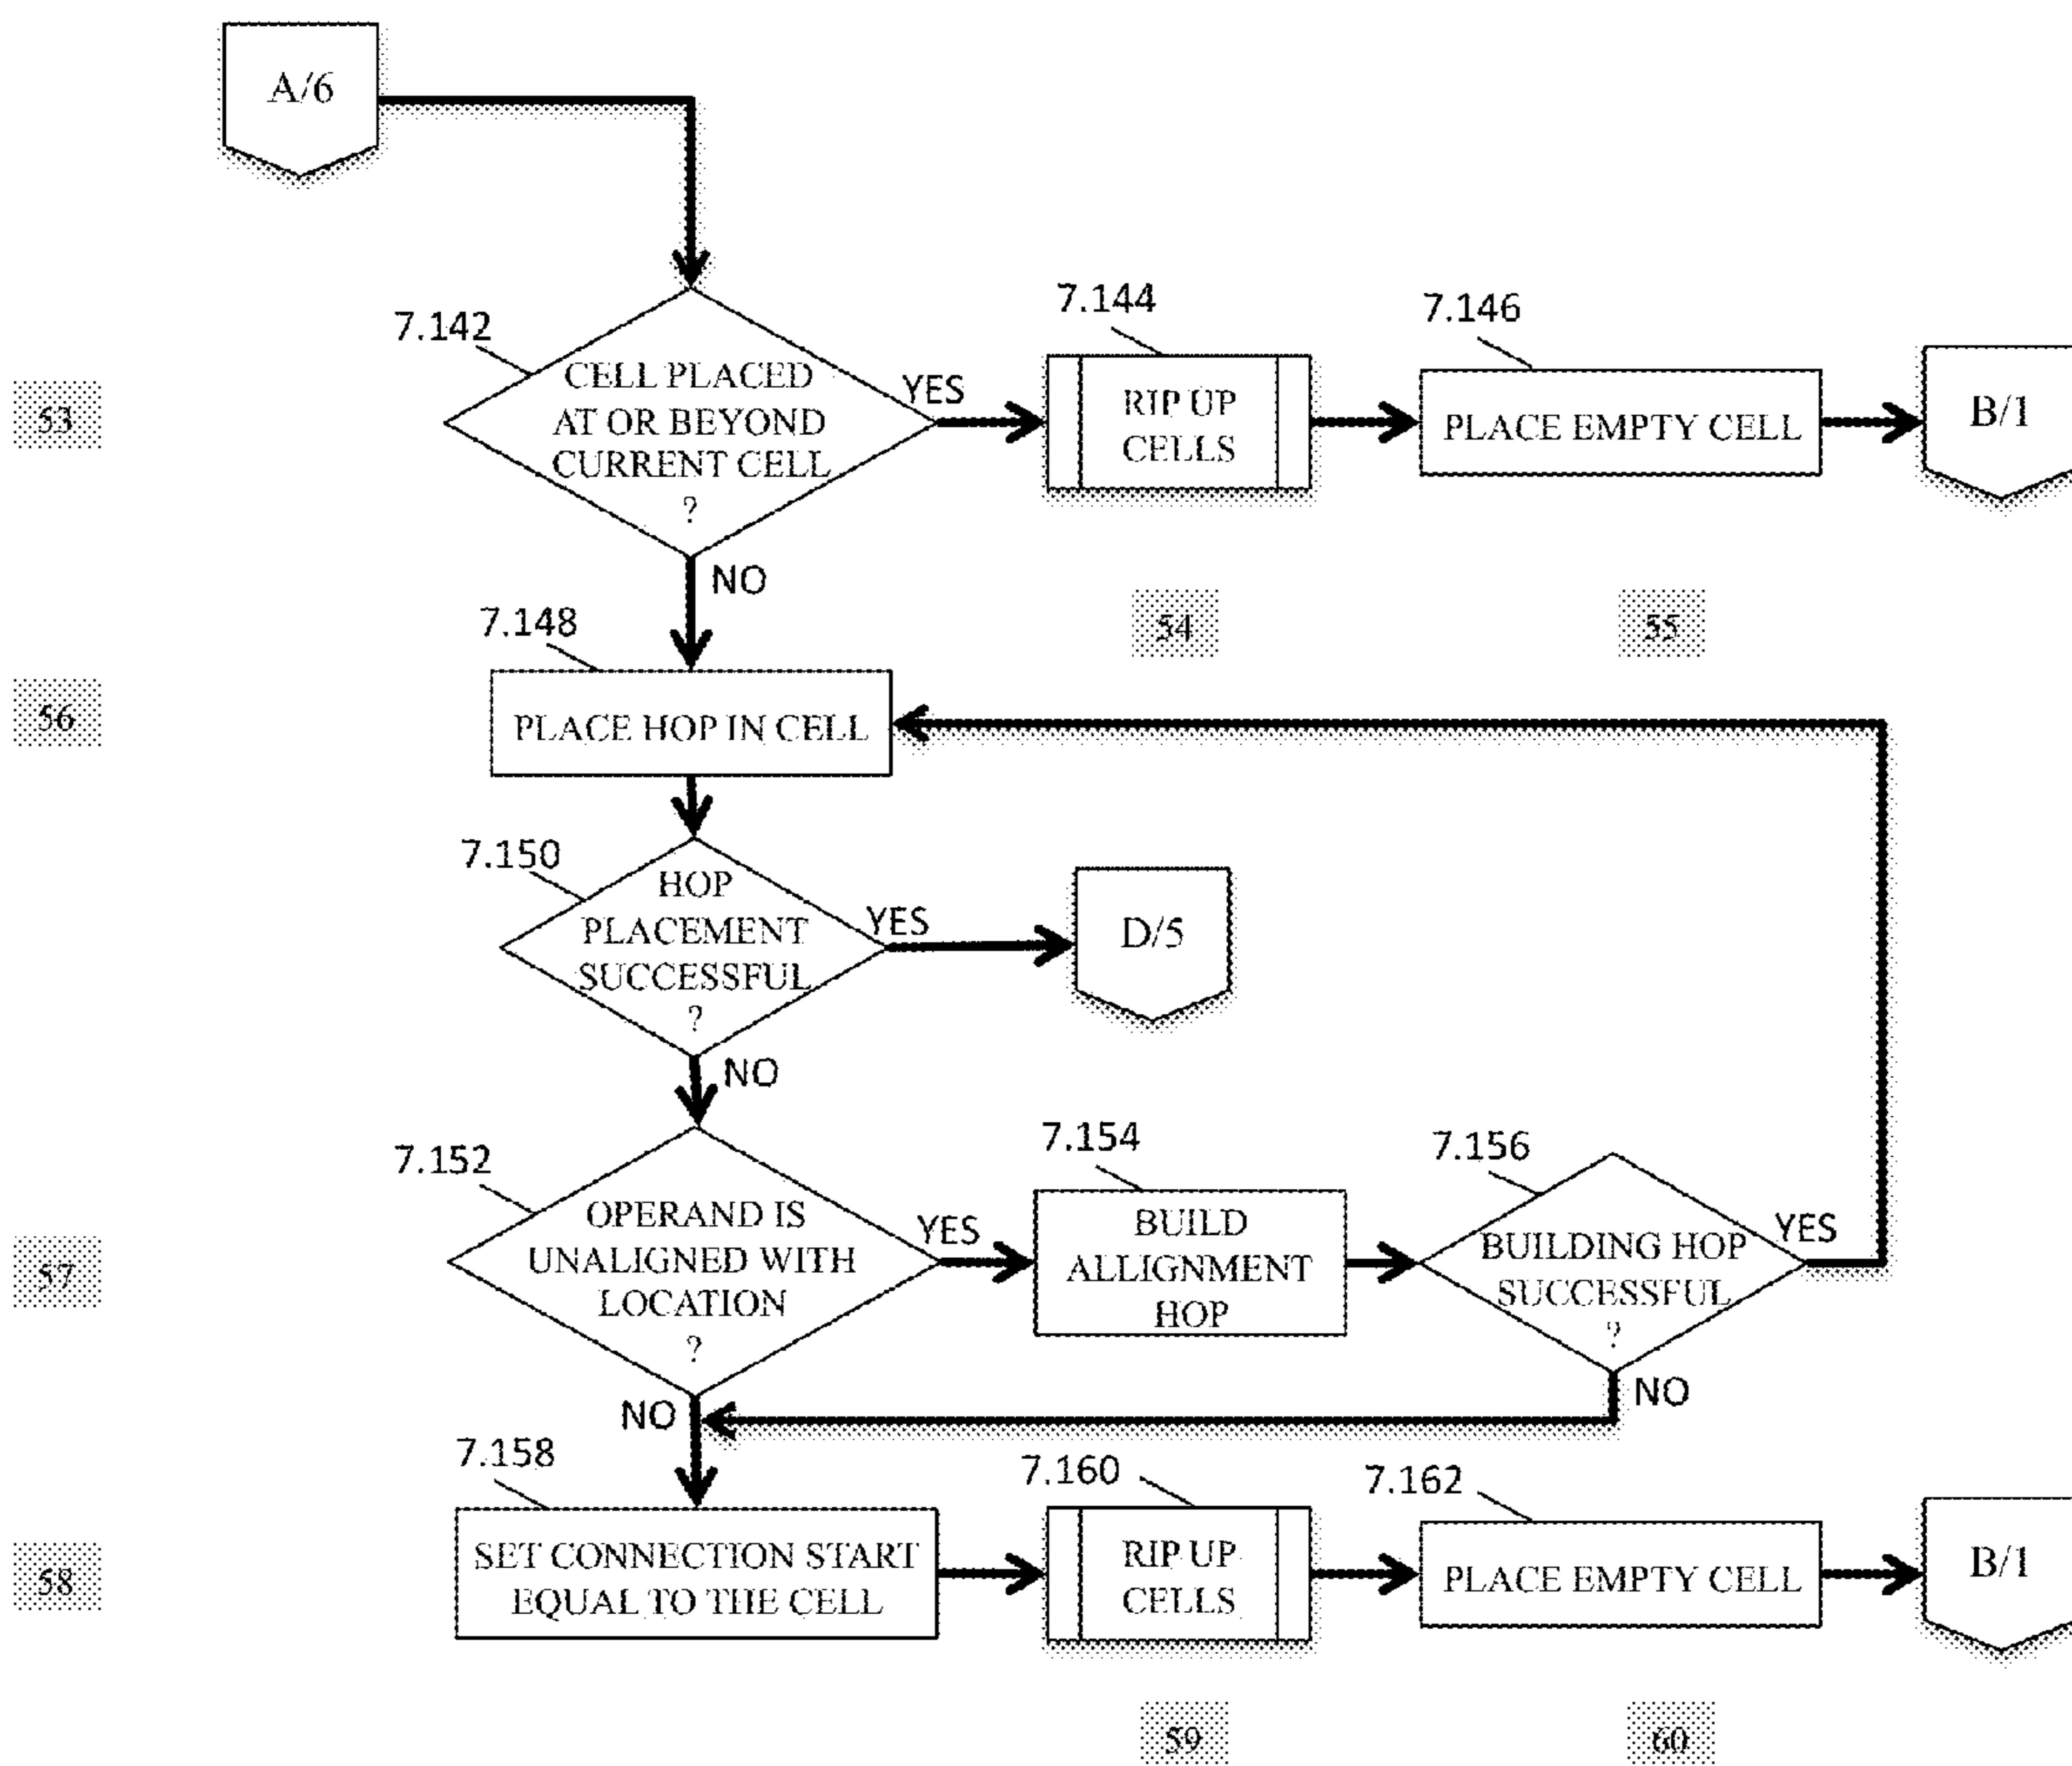 A/6
7.142
CELL PLACED
AT OR BEYOND
CURRENT CELL
?
YES
NO
7.144
RIP UP
CELLS
7.146
PLACE EMPTY CELL
B/1
53
54
55
7.148
PLACE HOP IN CELL
56
7.150
HOP
PLACEMENT
SUCCESSFUL
?
YES
NO
D/5
7.152
OPERAND IS
UNALIGNED WITH
LOCATION
?
YES
NO
7.154
BUILD
ALLIGNMENT
HOP
7.156
BUILDING HOP
SUCCESSFUL
?
YES
NO
57
7.158
SET CONNECTION START
EQUAL TO THE CELL
7.160
RIP UP
CELLS
7.162
PLACE EMPTY CELL
B/1
58
59
60